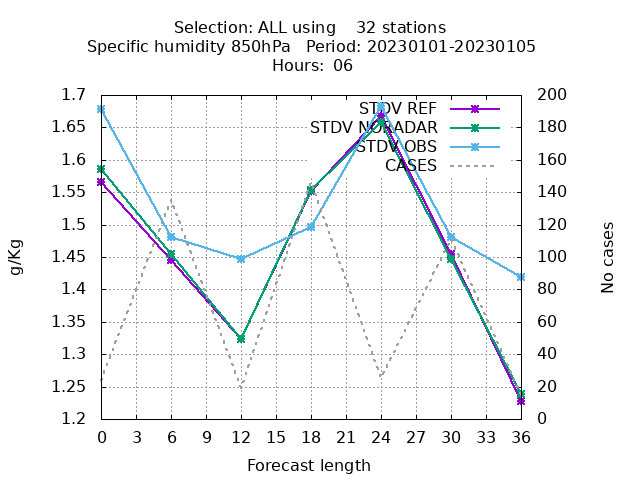 Selection: ALL using    32 stations
Specific humidity 850hPa   Period: 20230101-20230105
Hours:  06
1.7
1.65
1.6
1.55
1.5
1.45
1.4
1.35
1.3
1.25
1.2
g/Kg
STDV REF
STDV NORADAR
STDV OBS
CASES
200
180
160
140
120
100
80
60
40
20
0
No cases
0 3 6 9 12 15 18 21 24 27 30 33 36
Forecast length